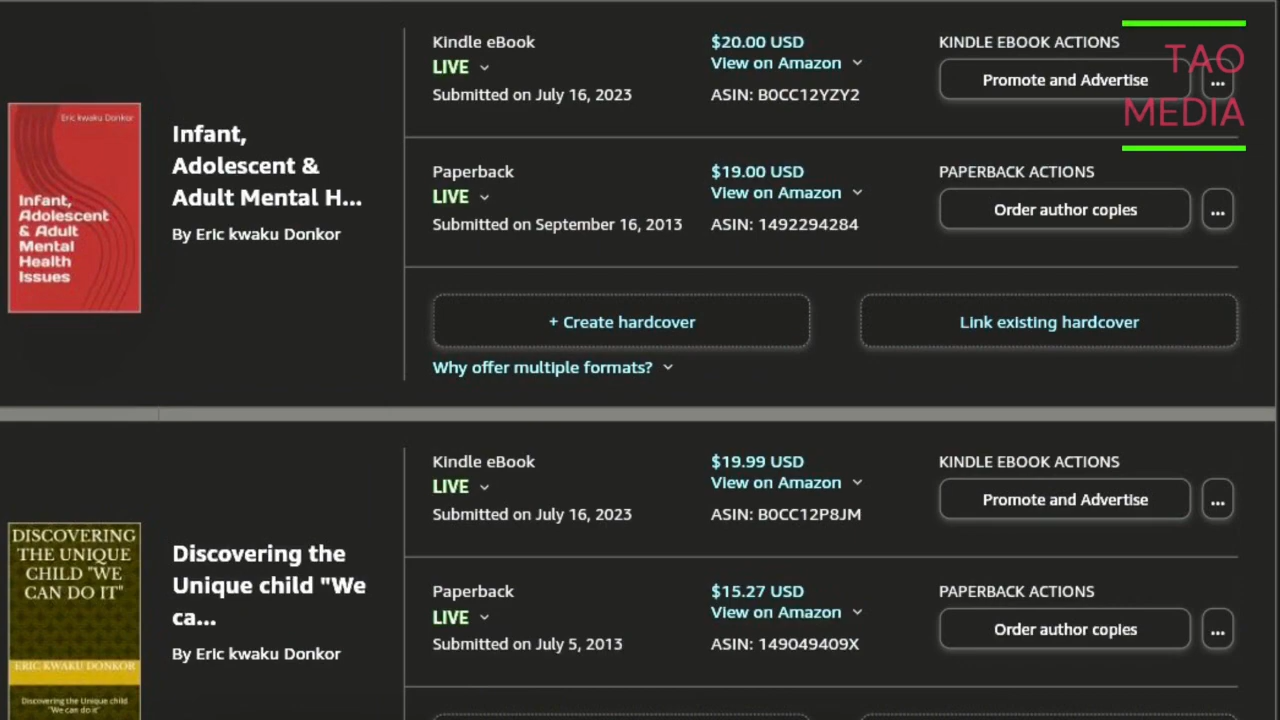 Eric kwaku Donkor
Infant,
Adolescent
& Adult
Mental
Health
Issues
Infant,
Adolescent &
Adult Mental H...
By Eric kwaku Donkor
Kindle eBook
LIVE
Submitted on July 16, 2023
$20.00 USD
View on Amazon
ASIN: B0CC12YZY2
KINDLE EBOOK ACTIONS
Promote and Advertise
...
TAO
MEDIA
Paperback
LIVE
Submitted on September 16, 2013
$19.00 USD
View on Amazon
ASIN: 1492294284
PAPERBACK ACTIONS
Order author copies
...
+ Create hardcover
Link existing hardcover
Why offer multiple formats?
DISCOVERING
THE UNIQUE
CHILD "WE
CAN DO IT"
ERIC KWAKU DONKOR
Discovering the Unique child
"We can do it"
Discovering the
Unique child "We
ca...
By Eric kwaku Donkor
Kindle eBook
LIVE
Submitted on July 16, 2023
$19.99 USD
View on Amazon
ASIN: B0CC12P8JM
KINDLE EBOOK ACTIONS
Promote and Advertise
...
Paperback
LIVE
Submitted on July 5, 2013
$15.27 USD
View on Amazon
ASIN: 149049409X
PAPERBACK ACTIONS
Order author copies
...